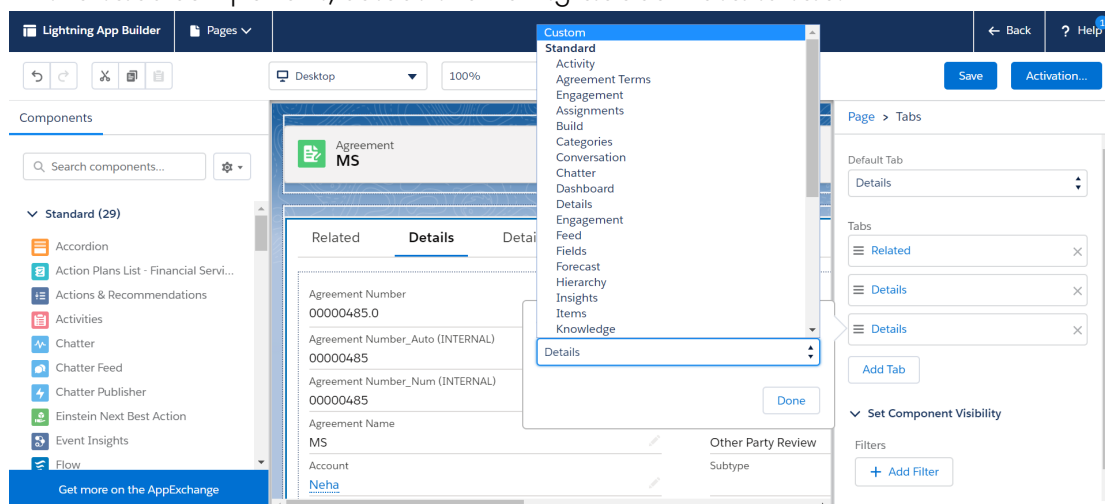 Lightning App Builder
Pages
Back
? Help
1
Desktop
100%
Save
Activation...
Components
Search components...
Standard (29)
Accordion
Action Plans List - Financial Servi...
Actions & Recommendations
Activities
Chatter
Chatter Feed
Chatter Publisher
Einstein Next Best Action
Event Insights
Flow
Get more on the AppExchange
Agreement
MS
Related
Details
Detai
Agreement Number
00000485.0
Agreement Number_Auto (INTERNAL)
00000485
Agreement Number_Num (INTERNAL)
00000485
Agreement Name
MS
Other Party Review
Account
Subtype
Neha
Custom
Standard
Activity
Agreement Terms
Engagement
Assignments
Build
Categories
Conversation
Chatter
Dashboard
Details
Engagement
Feed
Fields
Forecast
Hierarchy
Insights
Items
Knowledge
Details
Done
Page > Tabs
Default Tab
Details
Tabs
Related
Details
Details
Add Tab
Set Component Visibility
Filters
+ Add Filter